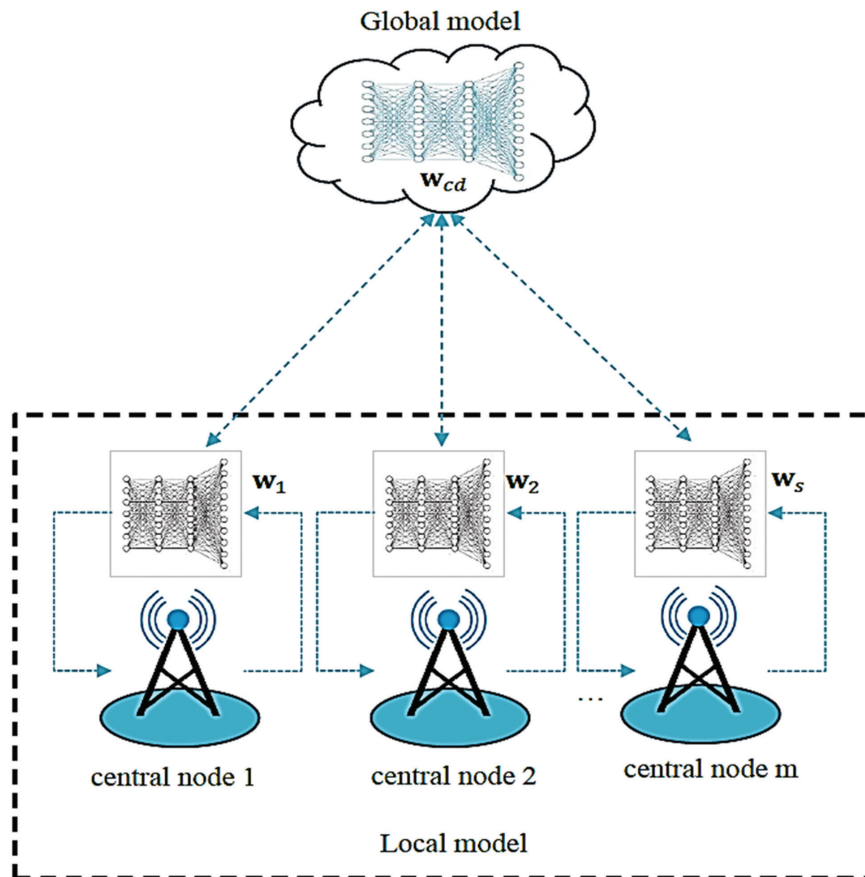 Global model
w_cd
w_1
w_2
w_s
...
central node 1
central node 2
central node m
Local model